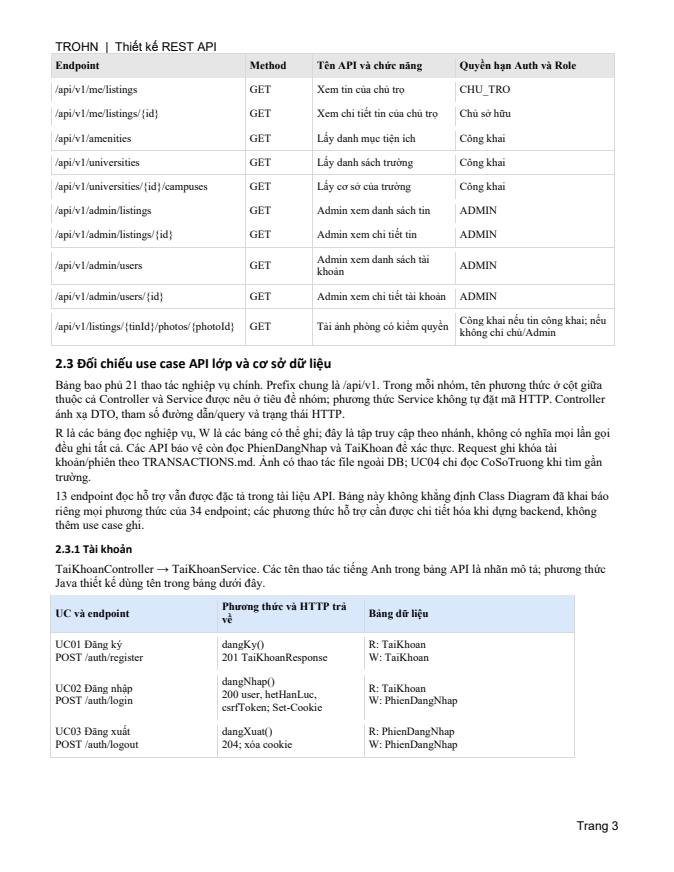 TROHN | Thiết kế REST API
Endpoint Method Tên API và chức năng Quyền hạn Auth và Role
/api/v1/me/listings GET Xem tin của chủ trọ CHU_TRO
/api/v1/me/listings/{id} GET Xem chi tiết tin của chủ trọ Chủ sở hữu
/api/v1/amenities GET Lấy danh mục tiện ích Công khai
/api/v1/universities GET Lấy danh sách trường Công khai
/api/v1/universities/{id}/campuses GET Lấy cơ sở của trường Công khai
/api/v1/admin/listings GET Admin xem danh sách tin ADMIN
/api/v1/admin/listings/{id} GET Admin xem chi tiết tin ADMIN
/api/v1/admin/users GET Admin xem danh sách tài
khoản ADMIN
/api/v1/admin/users/{id} GET Admin xem chi tiết tài khoản ADMIN
/api/v1/listings/{tinId}/photos/{photoId} GET Tải ảnh phòng có kiểm quyền Công khai nếu tin công khai; nếu
không chỉ chủ/Admin
2.3 Đối chiếu use case API lớp và cơ sở dữ liệu
Bảng bao phủ 21 thao tác nghiệp vụ chính. Prefix chung là /api/v1. Trong mỗi nhóm, tên phương thức ở cột giữa
thuộc cả Controller và Service được nêu ở tiêu đề nhóm; phương thức Service không tự đặt mã HTTP. Controller
ánh xạ DTO, tham số đường dẫn/query và trạng thái HTTP.
R là các bảng đọc nghiệp vụ, W là các bảng có thể ghi; đây là tập truy cập theo nhánh, không có nghĩa mọi lần gọi
đều ghi tất cả. Các API bảo vệ còn đọc PhienDangNhap và TaiKhoan để xác thực. Request ghi khóa tài
khoản/phiên theo TRANSACTIONS.md. Ảnh có thao tác file ngoài DB; UC04 chỉ đọc CoSoTruong khi tìm gần
trường.
13 endpoint đọc hỗ trợ vẫn được đặc tả trong tài liệu API. Bảng này không khẳng định Class Diagram đã khai báo
riêng mọi phương thức của 34 endpoint; các phương thức hỗ trợ cần được chi tiết hóa khi dựng backend, không
thêm use case ghi.
2.3.1 Tài khoản
TaiKhoanController → TaiKhoanService. Các tên thao tác tiếng Anh trong bảng API là nhãn mô tả; phương thức
Java thiết kế dùng tên trong bảng dưới đây.
UC và endpoint Phương thức và HTTP trả
về Bảng dữ liệu
UC01 Đăng ký dangKy() R: TaiKhoan
POST /auth/register 201 TaiKhoanResponse W: TaiKhoan
dangNhap()
UC02 Đăng nhập 200 user, hetHanLuc, R: TaiKhoan
POST /auth/login csrfToken; Set-Cookie W: PhienDangNhap
UC03 Đăng xuất dangXuat() R: PhienDangNhap
POST /auth/logout 204; xóa cookie W: PhienDangNhap
Trang 3